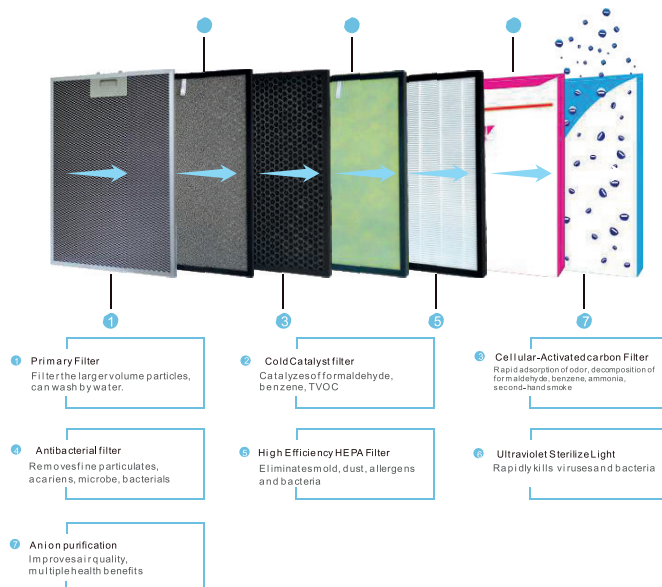 1
3
5
7
1 Primary Filter
Filter the larger volume particles,
can wash by water.
2 Cold Catalyst filter
Catalyzes of formaldehyde,
benzene, TVOC
3 Cellular-Activated carbon Filter
Rapid adsorption of odor, decomposition of
formaldehyde, benzene, ammonia,
second-hand smoke
4 Antibacterial filter
Removes fine particulates,
acariens, microbe, bacterials
5 High Efficiency HEPA Filter
Eliminates mold, dust, allergens
and bacteria
6 Ultraviolet Sterilize Light
Rapidly kills viruses and bacteria
7 Anion purification
Improves air quality,
multiple health benefits